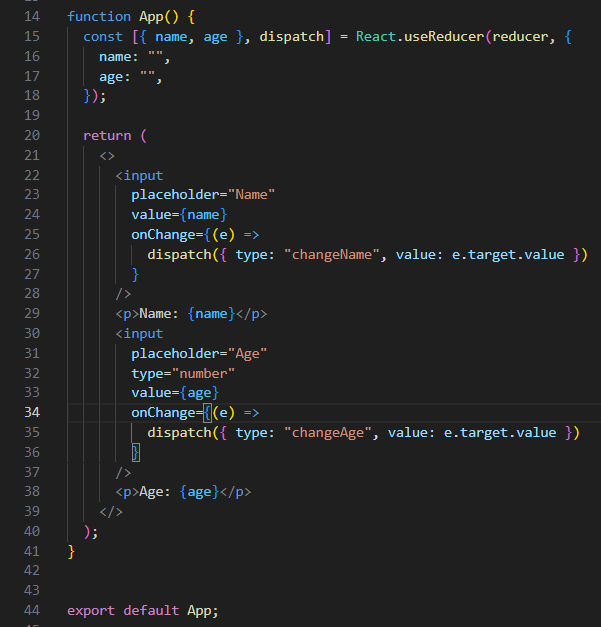 14 function App() {
15   const [{ name, age }, dispatch] = React.useReducer(reducer, {
16     name: "",
17     age: "",
18   });
19
20   return (
21     <>
22       <input
23         placeholder="Name"
24         value={name}
25         onChange={(e) =>
26           dispatch({ type: "changeName", value: e.target.value })
27         }
28       />
29       <p>Name: {name}</p>
30       <input
31         placeholder="Age"
32         type="number"
33         value={age}
34         onChange={(e) =>
35           dispatch({ type: "changeAge", value: e.target.value })
36         }
37       />
38       <p>Age: {age}</p>
39     </>
40   );
41 }
42
43
44 export default App;